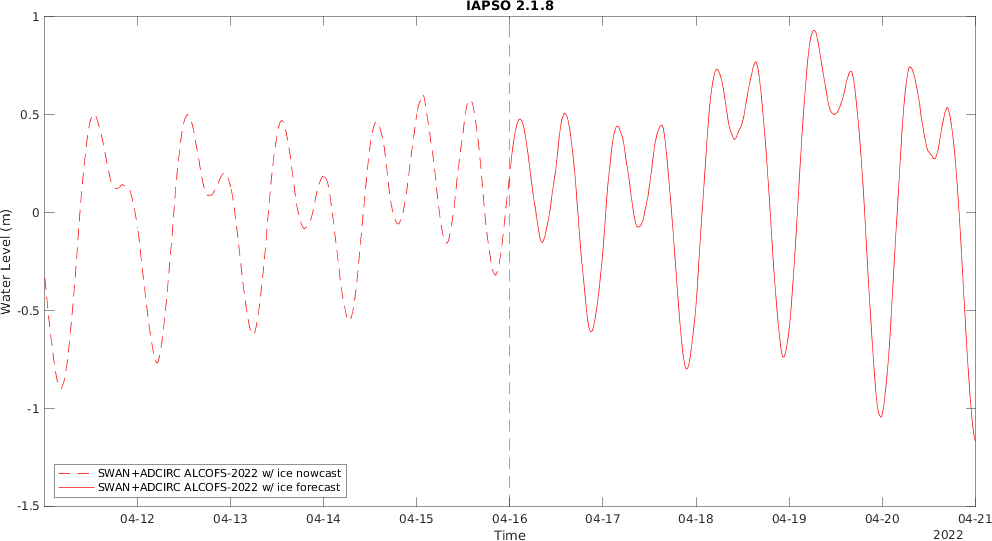 IAPSO 2.1.8
1
0.5
0
-0.5
-1
-1.5
Water Level (m)
SWAN+ADCIRC ALCOFS-2022 w/ ice nowcast
SWAN+ADCIRC ALCOFS-2022 w/ ice forecast
04-12 04-13 04-14 04-15 04-16 04-17 04-18 04-19 04-20 04-21
Time
2022